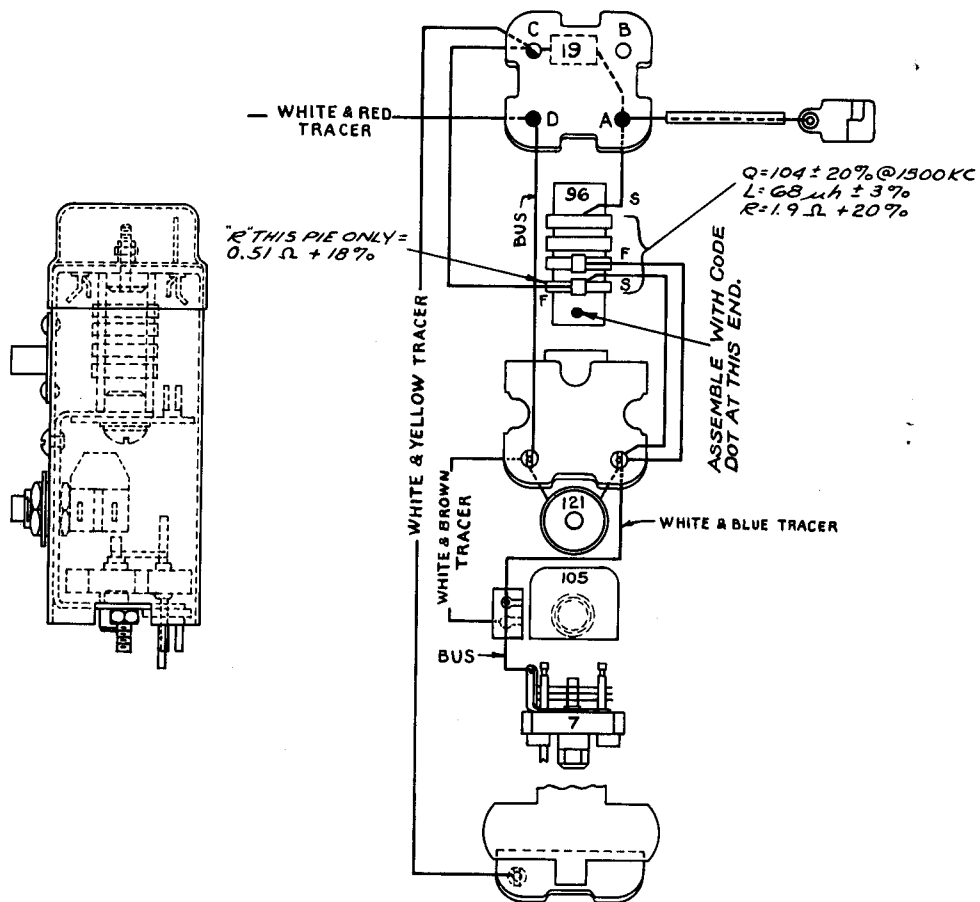 C
B
19
WHITE & RED
TRACER
D
A
Q=104 ± 20% @ 1500 KC
L=68 μh ± 3%
R=1.9 Ω +20%
96
S
BUS
"R" THIS PIE ONLY=
0.51 Ω + 18%
F
S
F
ASSEMBLE WITH CODE
DOT AT THIS END.
WHITE & YELLOW TRACER
WHITE & BROWN
TRACER
121
WHITE & BLUE TRACER
105
BUS
7